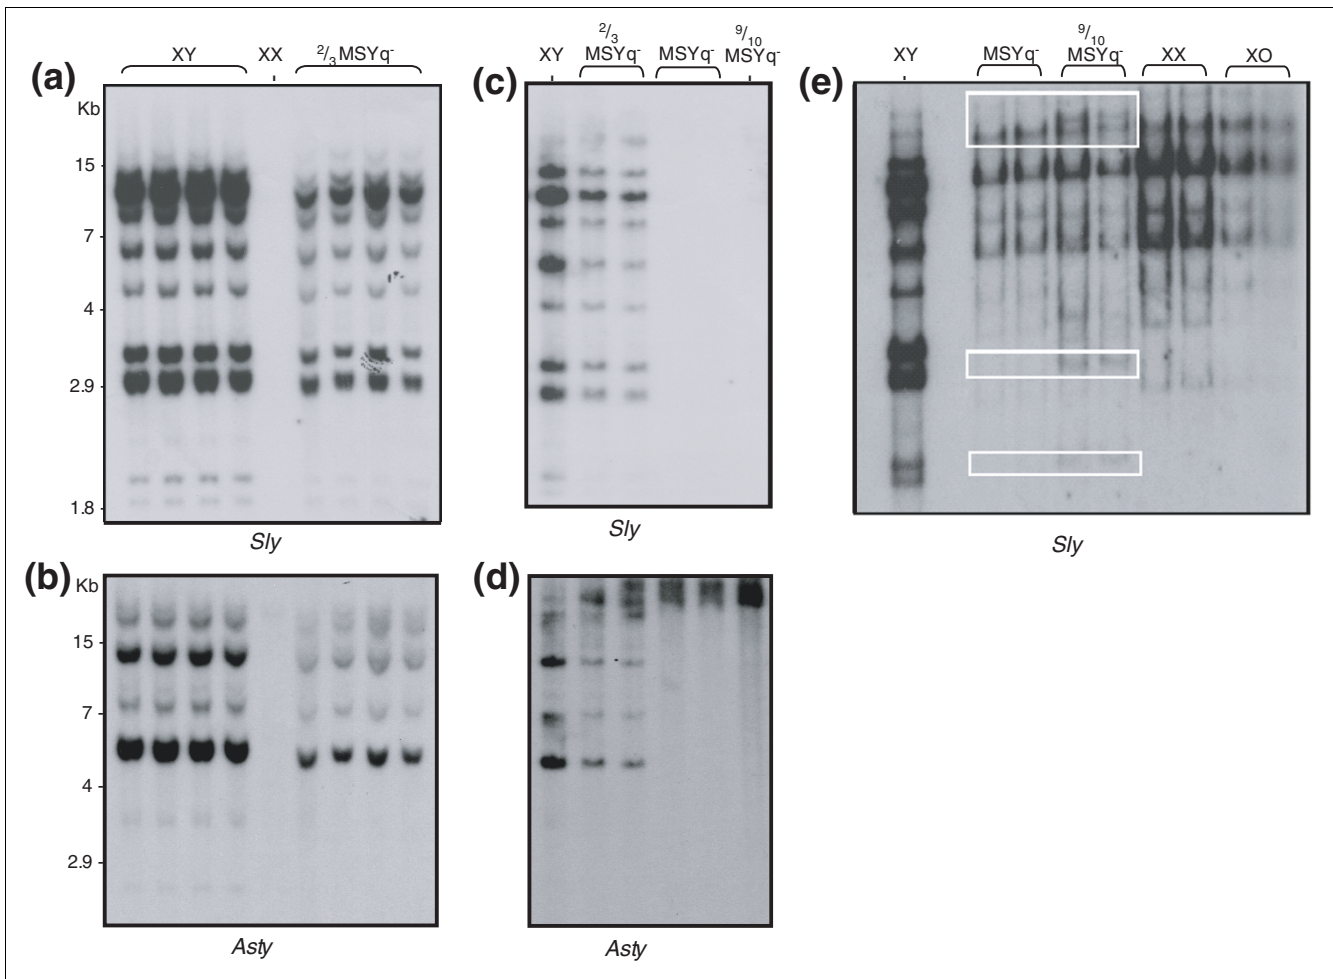 (a)
XY XX 2/3 MSYq-
Kb
15
7
4
2.9
1.8
Sly
(b)
Kb
15
7
4
2.9
Asty
(c)
XY 2/3 MSYq- MSYq- 9/10 MSYq-
Sly
(d)
Asty
(e)
XY MSYq- 9/10 MSYq- XX XO
Sly